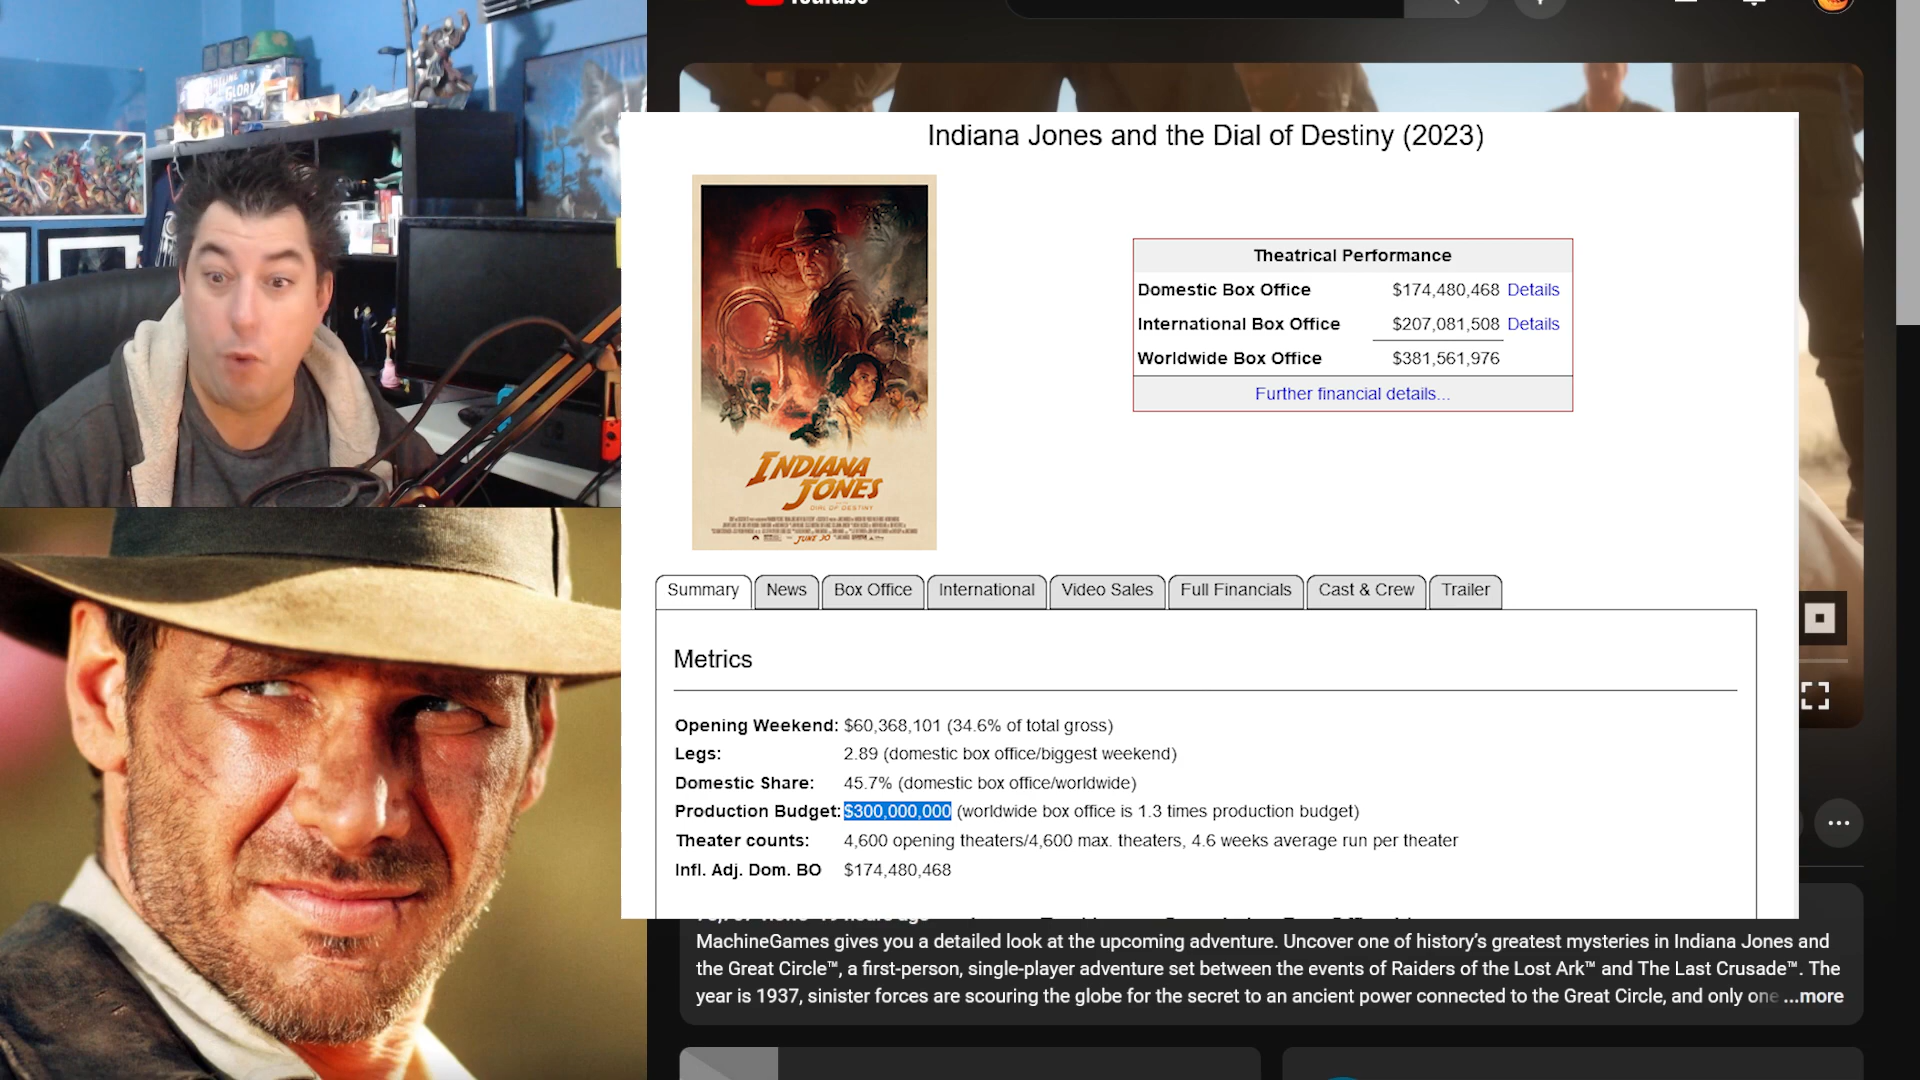 YouTube
GLORY
Indiana Jones and the Dial of Destiny (2023)
Theatrical Performance
Domestic Box Office $174,480,468 Details
International Box Office $207,081,508 Details
Worldwide Box Office $381,561,976
Further financial details...
INDIANA
JONES
DIAL OF DESTINY
JUNE 30
Summary News Box Office International Video Sales Full Financials Cast & Crew Trailer
Metrics
Opening Weekend: $60,368,101 (34.6% of total gross)
Legs: 2.89 (domestic box office/biggest weekend)
Domestic Share: 45.7% (domestic box office/worldwide)
Production Budget: $300,000,000 (worldwide box office is 1.3 times production budget)
Theater counts: 4,600 opening theaters/4,600 max. theaters, 4.6 weeks average run per theater
Infl. Adj. Dom. BO $174,480,468
MachineGames gives you a detailed look at the upcoming adventure. Uncover one of history’s greatest mysteries in Indiana Jones and
the Great Circle™, a first-person, single-player adventure set between the events of Raiders of the Lost Ark™ and The Last Crusade™. The
year is 1937, sinister forces are scouring the globe for the secret to an ancient power connected to the Great Circle, and only one ...more